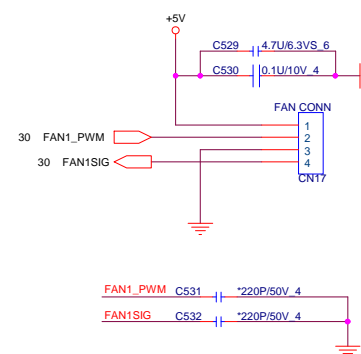 +5V
C529 4.7U/6.3VS_6
C530 0.1U/10V_4
FAN CONN
1
30 FAN1_PWM 2
3
30 FAN1SIG 4
CN17
FAN1_PWM C531 *220P/50V_4
FAN1SIG C532 *220P/50V_4